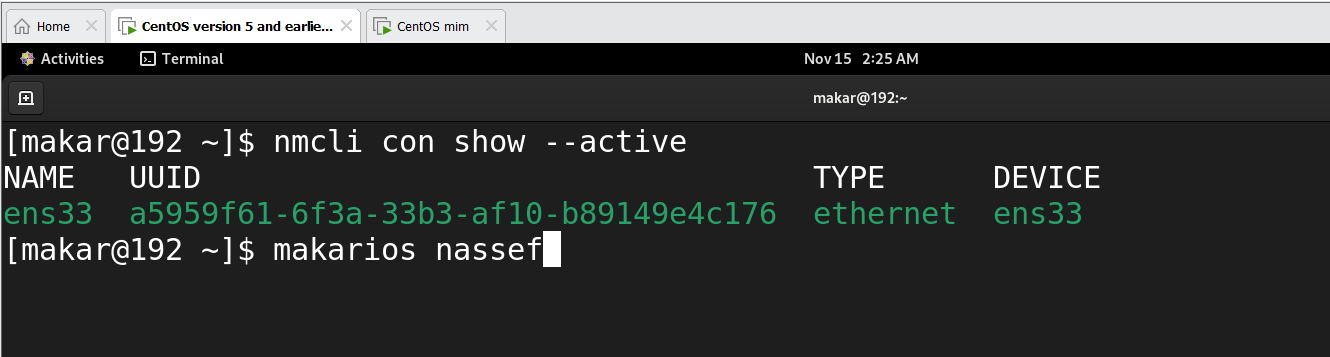 Home
CentOS version 5 and earlie...
CentOS mim
Activities
Terminal
Nov 15 2:25 AM
makar@192:~
[makar@192 ~]$ nmcli con show --active
NAME UUID TYPE DEVICE
ens33 a5959f61-6f3a-33b3-af10-b89149e4c176 ethernet ens33
[makar@192 ~]$ makarios nassef